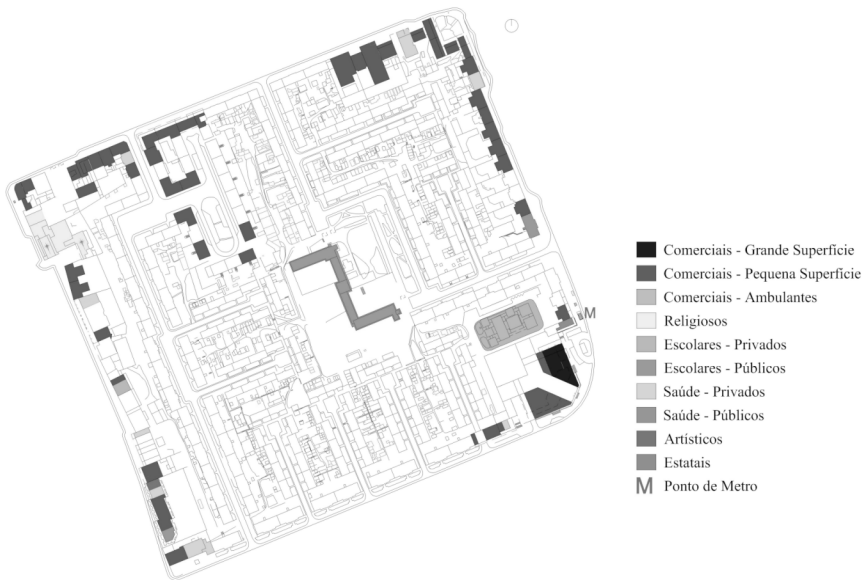 M
Comerciais - Grande Superfície
Comerciais - Pequena Superfície
Comerciais - Ambulantes
Religiosos
Escolares - Privados
Escolares - Públicos
Saúde - Privados
Saúde - Públicos
Artísticos
Estatais
M Ponto de Metro